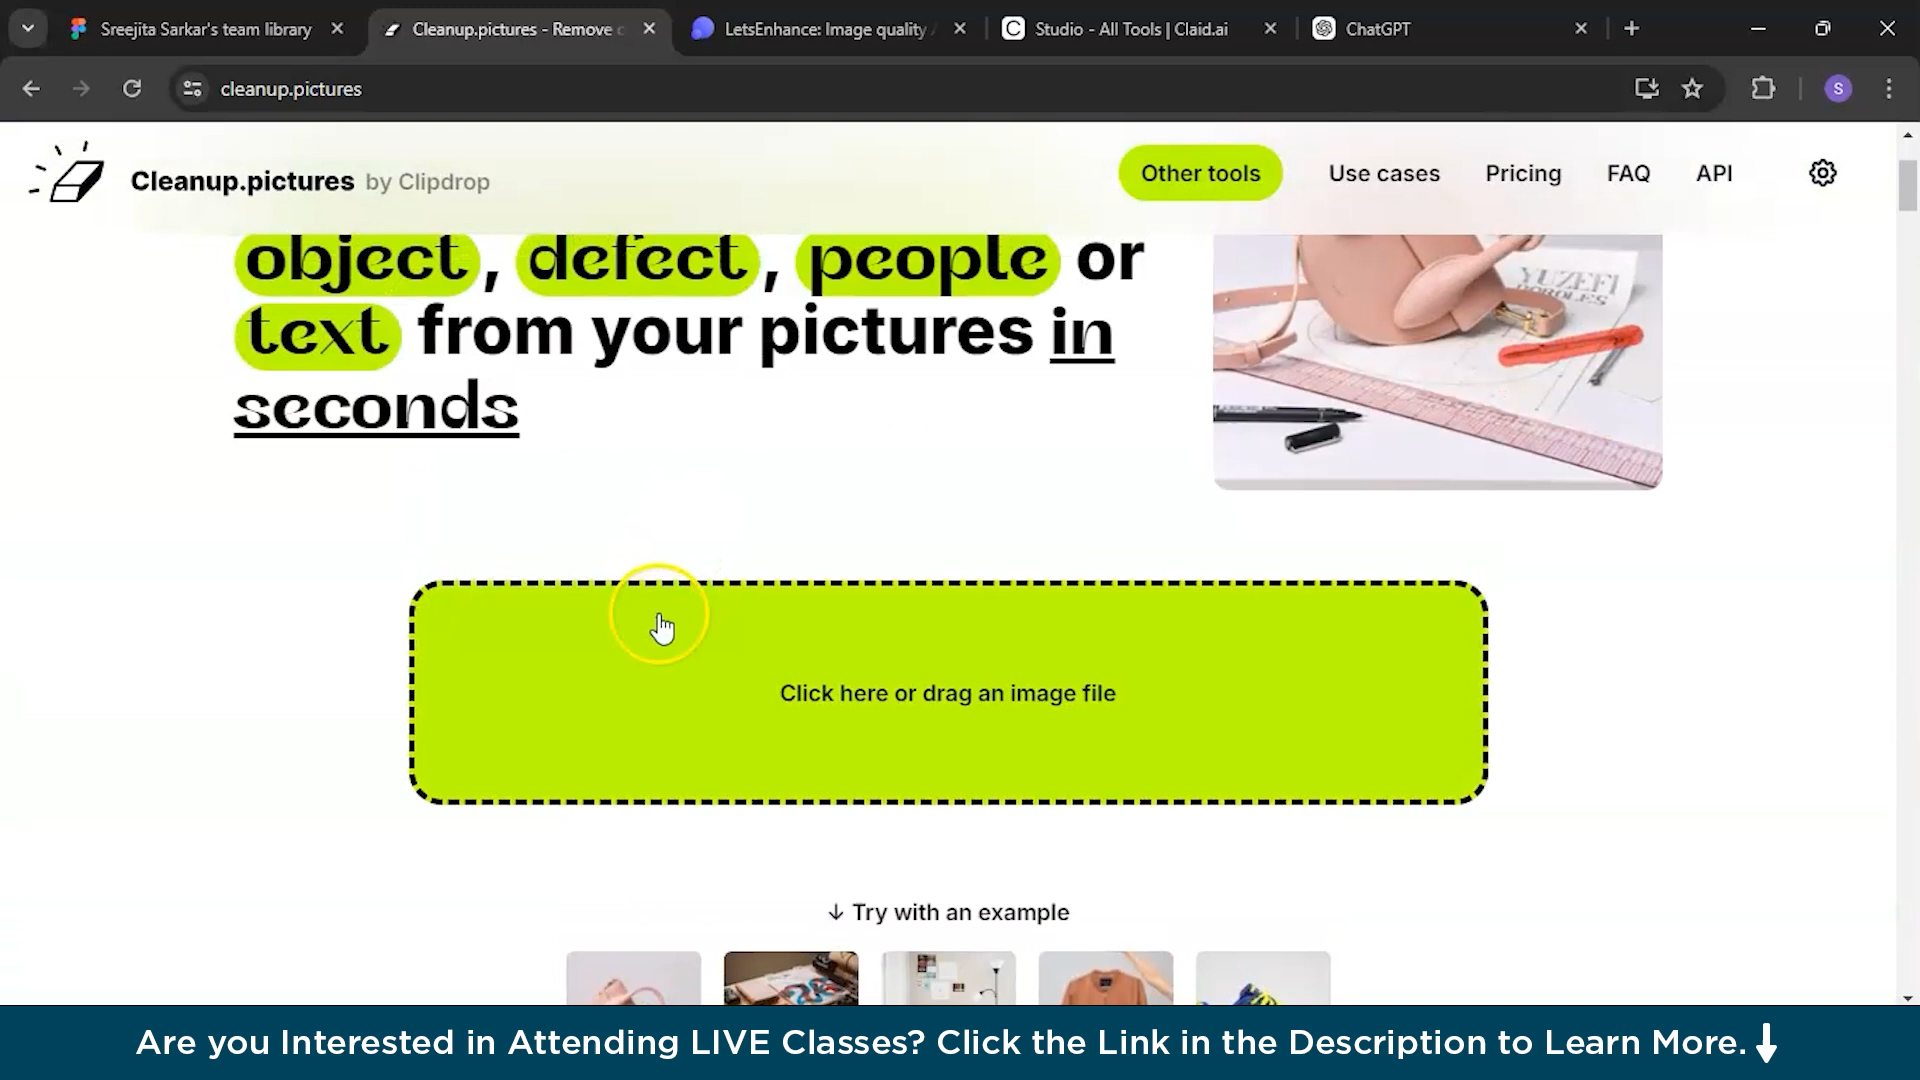 Sreejita Sarkar's team library
Cleanup.pictures - Remove
LetsEnhance: Image quality
Studio - All Tools | Claid.ai
ChatGPT
cleanup.pictures
S
Cleanup.pictures by Clipdrop
Other tools
Use cases
Pricing
FAQ
API
object, defect, people or
text from your pictures in
seconds
YUZEFI
Click here or drag an image file
↓ Try with an example
Are you Interested in Attending LIVE Classes? Click the Link in the Description to Learn More.